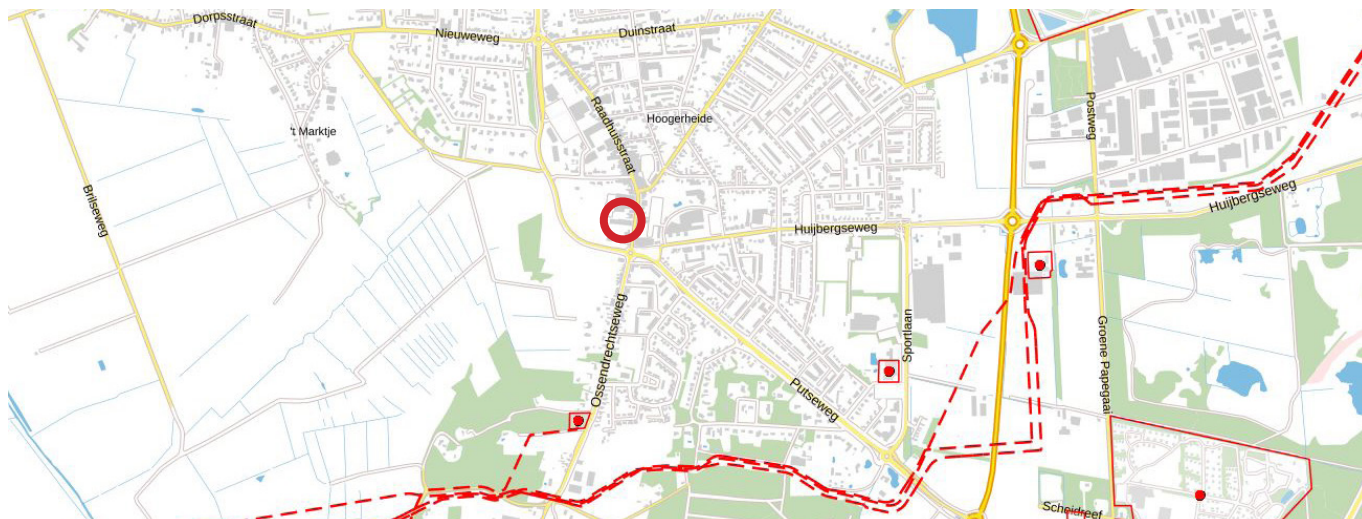 Dorpsstraat
Nieuweweg
Duinstraat
Raadhuisstraat
Hoogerheide
Postweg
't Marktje
Brilseweg
Huijbergseweg
Huijbergseweg
Ossendrechtseweg
Sportlaan
Groene Papegaai
Putseweg
Scheidreef